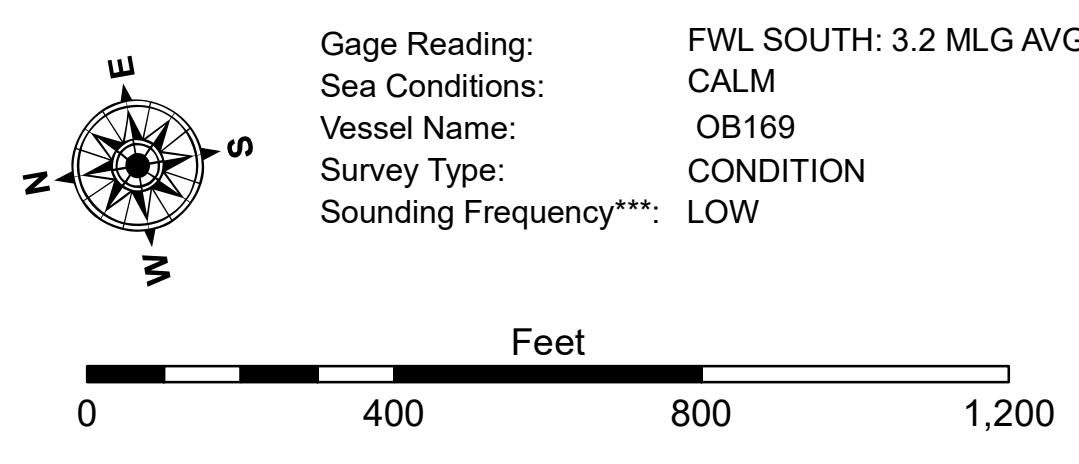 E
N
S
W
Gage Reading: FWL SOUTH: 3.2 MLG AVG
Sea Conditions: CALM
Vessel Name: OB169
Survey Type: CONDITION
Sounding Frequency***: LOW
Feet
0 400 800 1,200